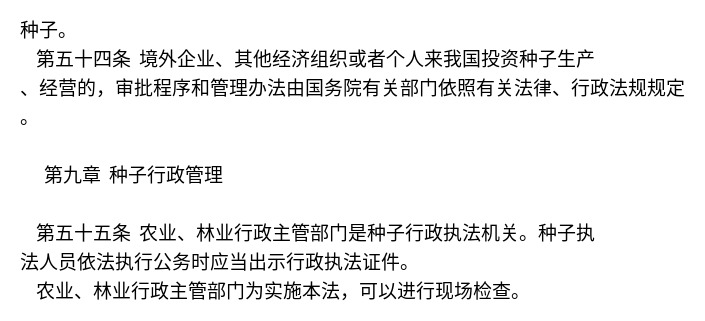 种子。
第五十四条 境外企业、其他经济组织或者个人来我国投资种子生产
、经营的，审批程序和管理办法由国务院有关部门依照有关法律、行政法规规定
。
第九章 种子行政管理
第五十五条 农业、林业行政主管部门是种子行政执法机关。种子执
法人员依法执行公务时应当出示行政执法证件。
农业、林业行政主管部门为实施本法，可以进行现场检查。